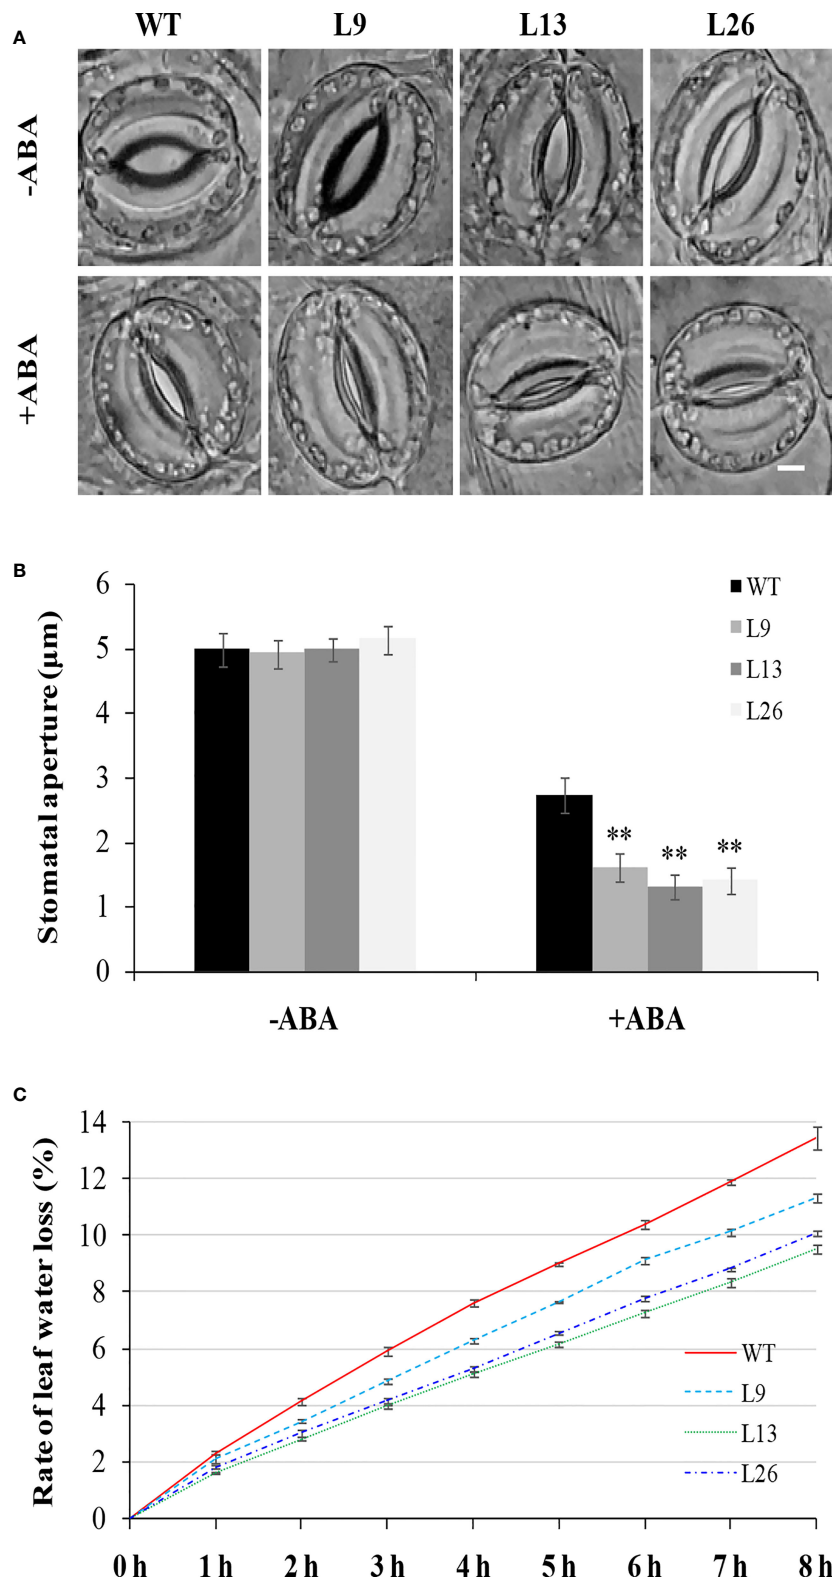 A
WT L9 L13 L26
-ABA
+ABA
B
Stomatal aperture (μm)
6
5
4
3
2
1
0
WT
L9
L13
L26
** ** **
-ABA +ABA
C
Rate of leaf water loss (%)
14
12
10
8
6
4
2
0
WT
L9
L13
L26
0 h 1 h 2 h 3 h 4 h 5 h 6 h 7 h 8 h